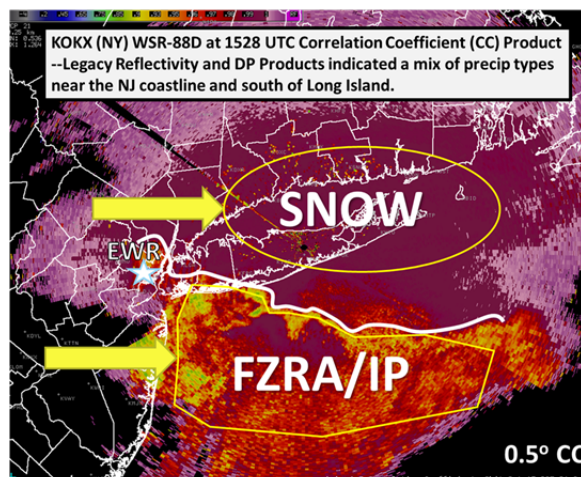 KOKX (NY) WSR-88D at 1528 UTC Correlation Coefficient (CC) Product
--Legacy Reflectivity and DP Products indicated a mix of precip types
near the NJ coastline and south of Long Island.
SNOW
EWR
FZRA/IP
0.5° CC